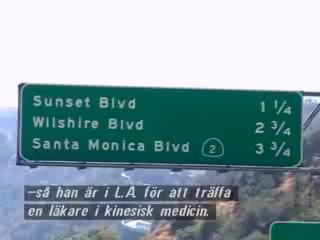 Sunset Blvd 1 1/4
Wilshire Blvd 2 3/4
Santa Monica Blvd 2 3 3/4
–så han är i L.A. för att träffa
en läkare i kinesisk medicin.